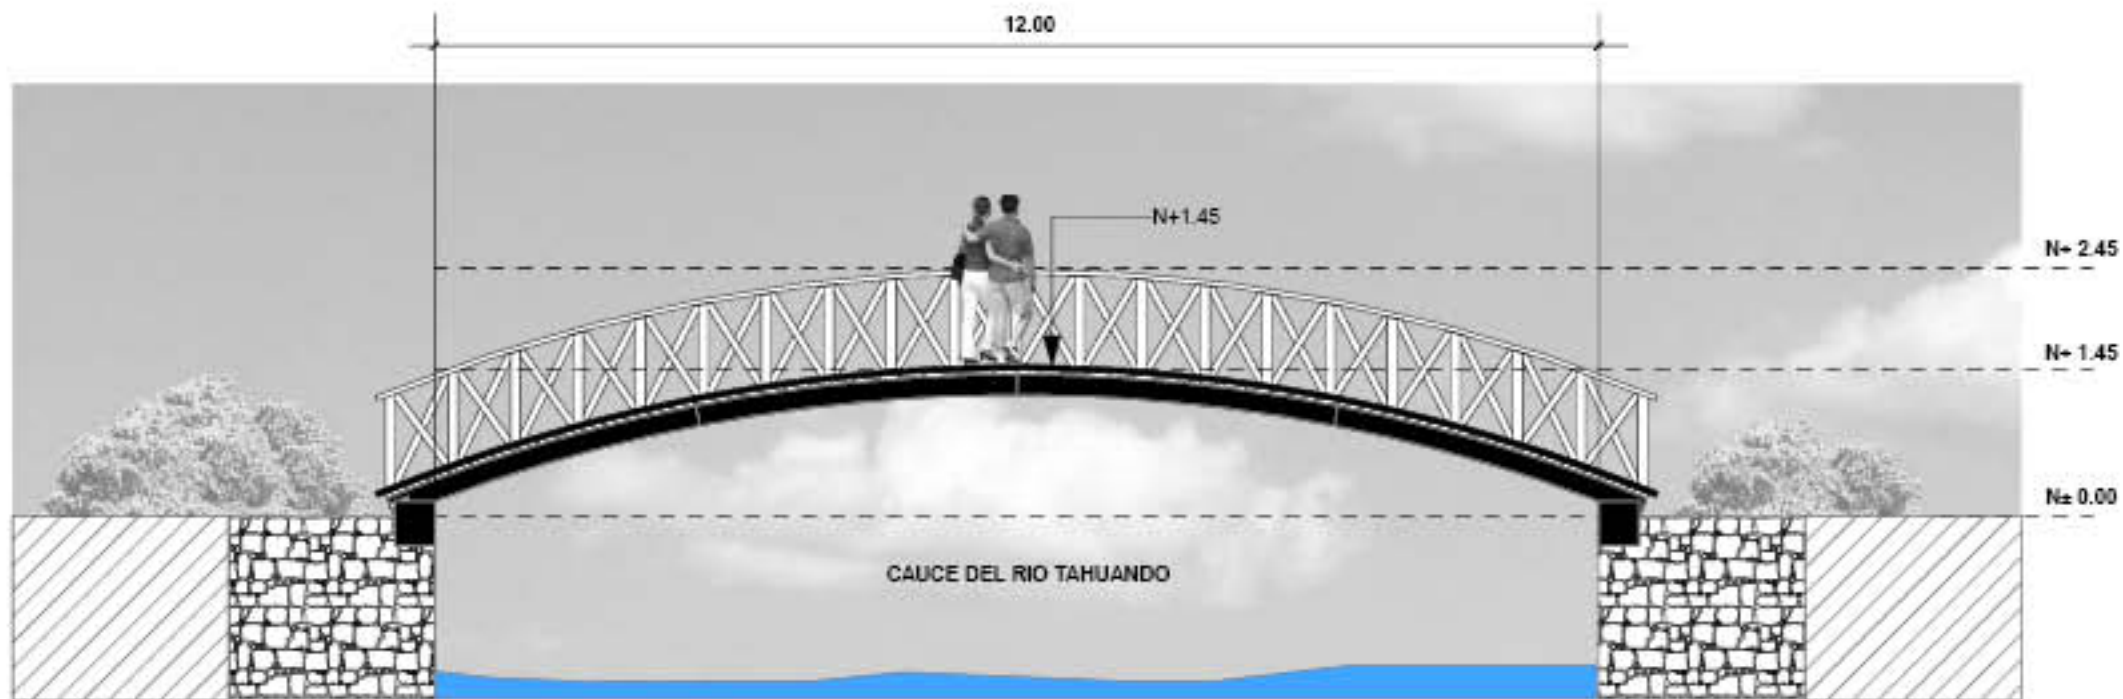 12.00
N+1.45
N+ 2.45
N+ 1.45
N± 0.00
CAUCE DEL RIO TAHUANDO